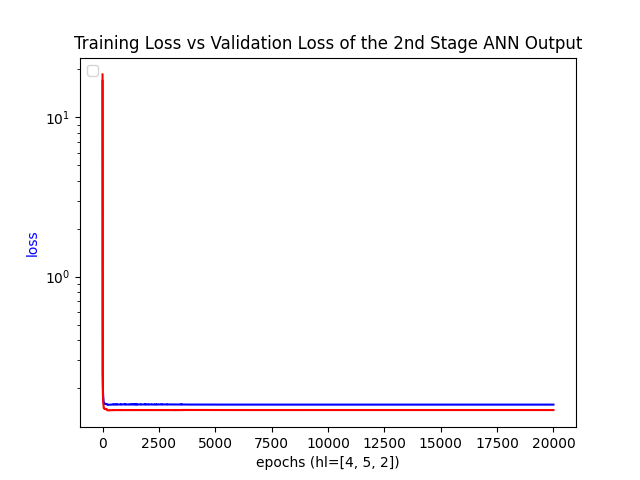 Training Loss vs Validation Loss of the 2nd Stage ANN Output
10¹
10⁰
loss
0 2500 5000 7500 10000 12500 15000 17500 20000
epochs (hl=[4, 5, 2])